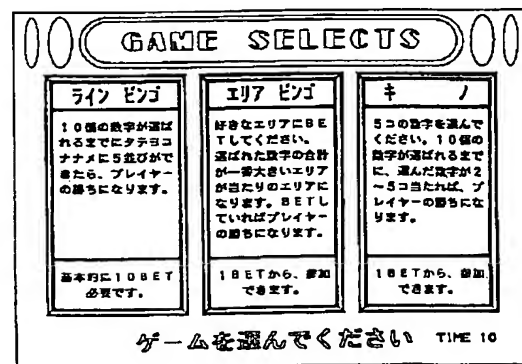 GAME SELECTS
ライン ビンゴ
10個の数字が選ば
れるまでにタテヨコ
ナナメに5並びがで
きたら、プレイヤー
の勝ちになります。
基本的に10BET
必要です。
エリア ビンゴ
好きなエリアにBE
Tしてください。
選ばれた数字の合計
が一番大きいエリア
が当たりのエリアに
なります。BETし
ていればプレイヤー
の勝ちになります。
1BETから、参加
できます。
キ ノ
5コの数字を選んで
ください。10個の
数字が選ばれるまで
に、選んだ数字が2
～5コ当たれば、プ
レイヤーの勝ちにな
ります。
1BETから、参加
できます。
ゲームを選んでください TIME 10